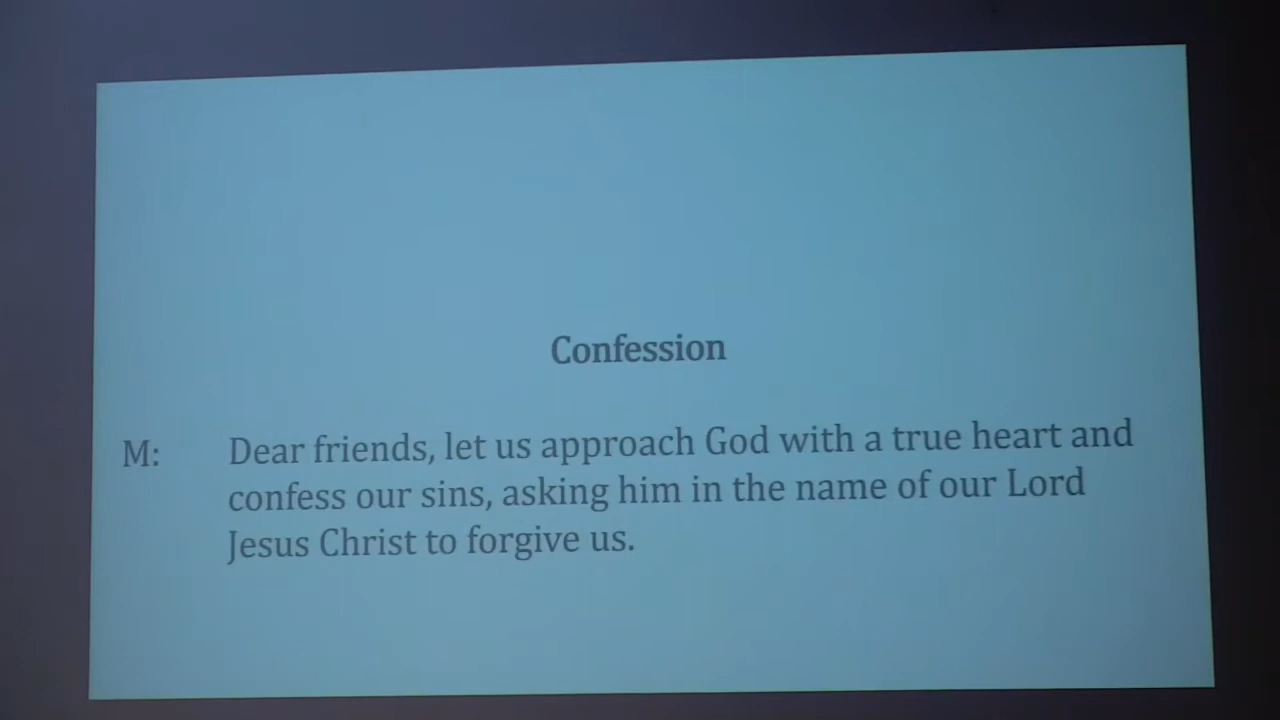 Confession
M: Dear friends, let us approach God with a true heart and
confess our sins, asking him in the name of our Lord
Jesus Christ to forgive us.